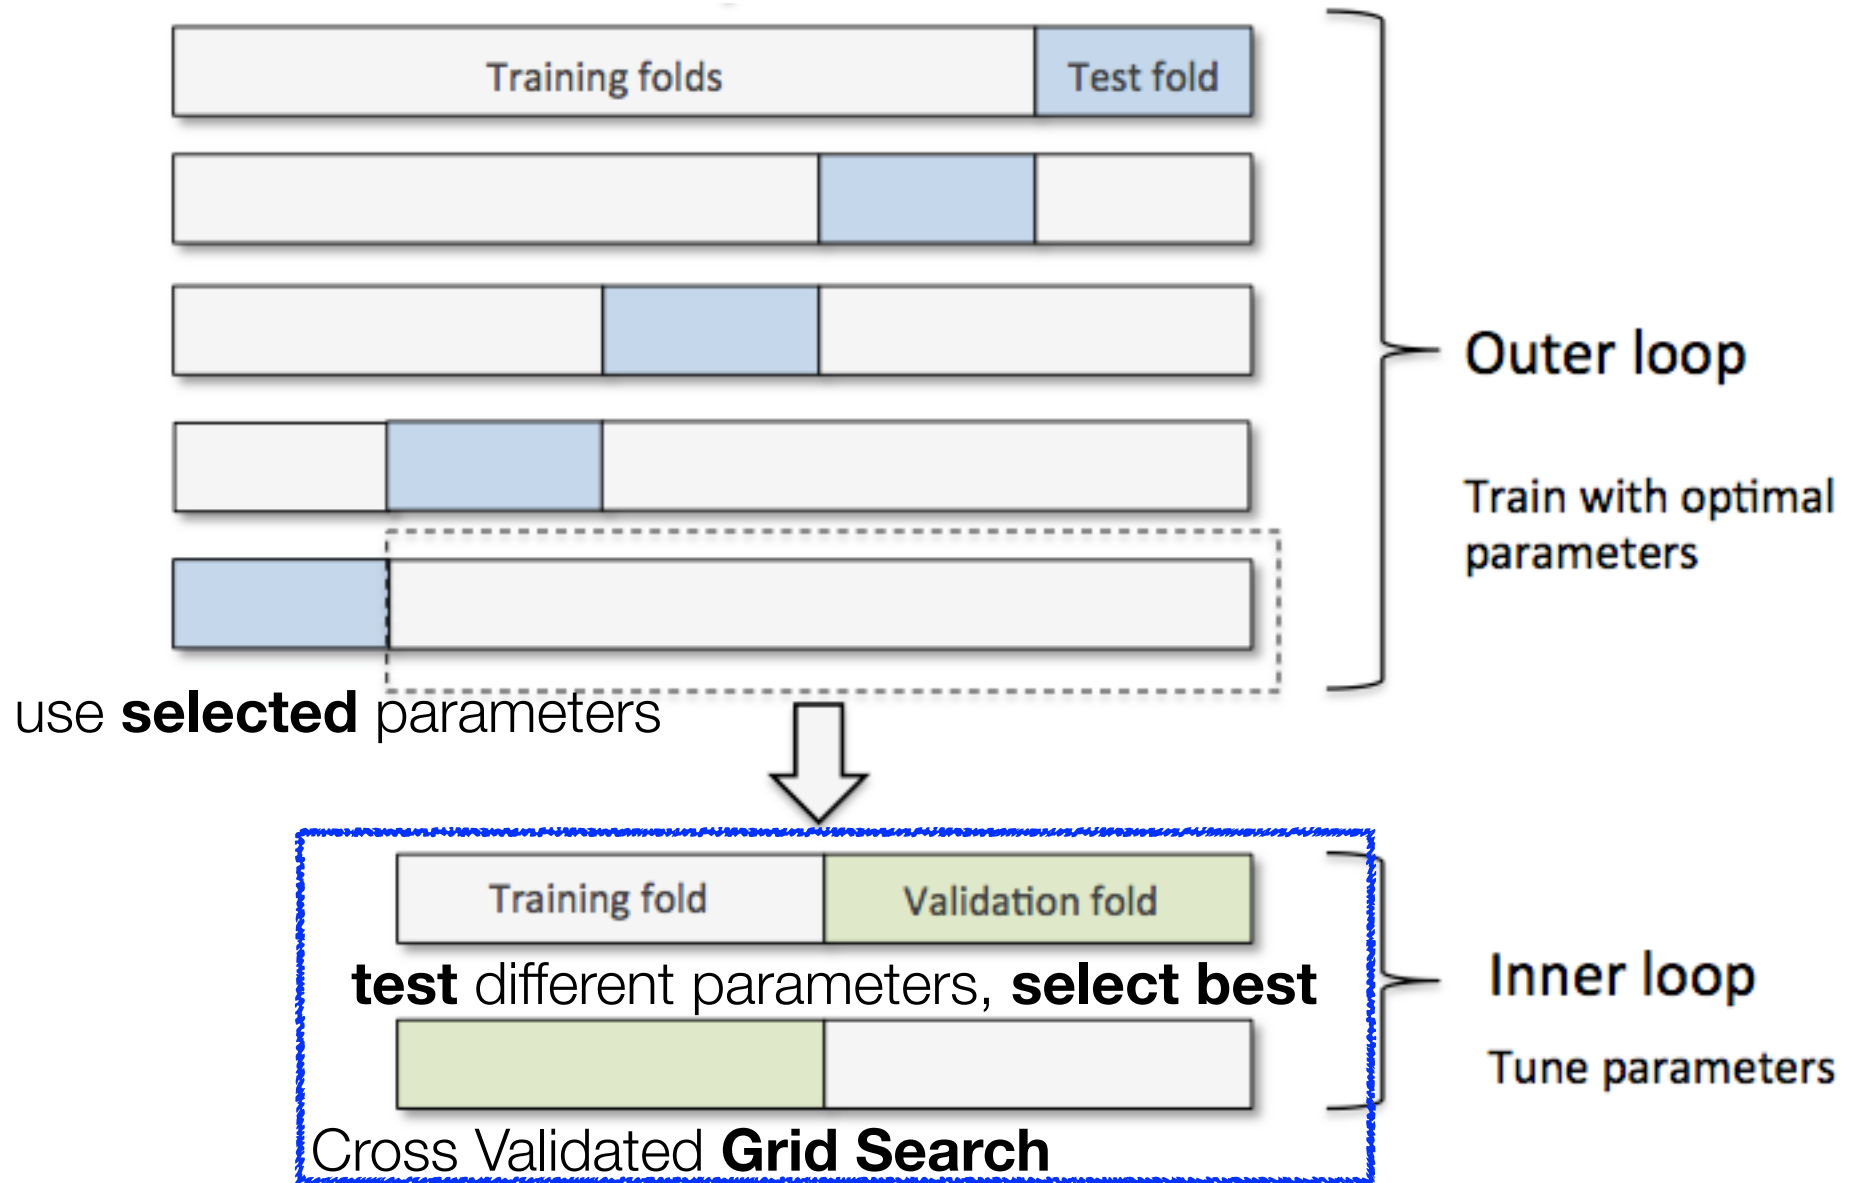 Training folds
Test fold
Outer loop
Train with optimal
parameters
use selected parameters
Training fold
Validation fold
test different parameters, select best
Inner loop
Tune parameters
Cross Validated Grid Search